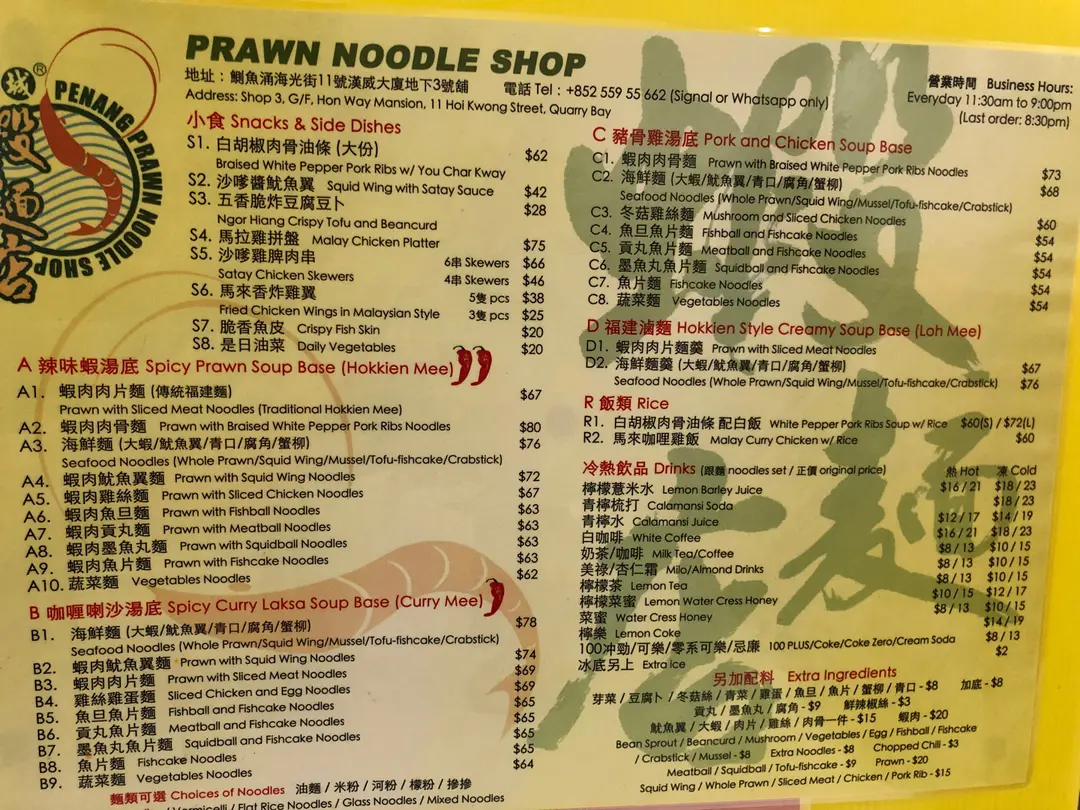 城
®
PENANG PRAWN NOODLE SHOP
PRAWN NOODLE SHOP
地址：鰂魚涌海光街11號漢威大廈地下3號舖 電話 Tel：+852 559 55 662 (Signal or Whatsapp only)
Address: Shop 3, G/F, Hon Way Mansion, 11 Hoi Kwong Street, Quarry Bay
營業時間 Business Hours:
Everyday 11:30am to 9:00pm
(Last order: 8:30pm)
小食 Snacks & Side Dishes
S1. 白胡椒肉骨油條 (大份) $62
Braised White Pepper Pork Ribs w/ You Char Kway
S2. 沙嗲醬魷魚翼 Squid Wing with Satay Sauce $42
S3. 五香脆炸豆腐豆卜 $28
Ngor Hiang Crispy Tofu and Beancurd
S4. 馬拉雞拼盤 Malay Chicken Platter $75
S5. 沙嗲雞脾肉串 6串 Skewers $66
Satay Chicken Skewers 4串 Skewers $46
S6. 馬來香炸雞翼 5隻 pcs $38
Fried Chicken Wings in Malaysian Style 3隻 pcs $25
S7. 脆香魚皮 Crispy Fish Skin $20
S8. 是日油菜 Daily Vegetables $20
A 辣味蝦湯底 Spicy Prawn Soup Base (Hokkien Mee)
A1. 蝦肉肉片麵 (傳統福建麵) $67
Prawn with Sliced Meat Noodles (Traditional Hokkien Mee)
A2. 蝦肉肉骨麵 Prawn with Braised White Pepper Pork Ribs Noodles $80
A3. 海鮮麵 (大蝦/魷魚翼/青口/腐角/蟹柳) $76
Seafood Noodles (Whole Prawn/Squid Wing/Mussel/Tofu-fishcake/Crabstick)
A4. 蝦肉魷魚翼麵 Prawn with Squid Wing Noodles $72
A5. 蝦肉雞絲麵 Prawn with Sliced Chicken Noodles $67
A6. 蝦肉魚旦麵 Prawn with Fishball Noodles $63
A7. 蝦肉貢丸麵 Prawn with Meatball Noodles $63
A8. 蝦肉墨魚丸麵 Prawn with Squidball Noodles $63
A9. 蝦肉魚片麵 Prawn with Fishcake Noodles $63
A10. 蔬菜麵 Vegetables Noodles $62
B 咖喱喇沙湯底 Spicy Curry Laksa Soup Base (Curry Mee)
B1. 海鮮麵 (大蝦/魷魚翼/青口/腐角/蟹柳) $78
Seafood Noodles (Whole Prawn/Squid Wing/Mussel/Tofu-fishcake/Crabstick)
B2. 蝦肉魷魚翼麵 Prawn with Squid Wing Noodles $74
B3. 蝦肉肉片麵 Prawn with Sliced Meat Noodles $69
B4. 雞絲雞蛋麵 Sliced Chicken and Egg Noodles $69
B5. 魚旦魚片麵 Fishball and Fishcake Noodles $65
B6. 貢丸魚片麵 Meatball and Fishcake Noodles $65
B7. 墨魚丸魚片麵 Squidball and Fishcake Noodles $65
B8. 魚片麵 Fishcake Noodles $65
B9. 蔬菜麵 Vegetables Noodles $64
麵類可選 Choices of Noodles 油麵 / 米粉 / 河粉 / 檬粉 / 摻摻
/ Vermicelli / Flat Rice Noodles / Glass Noodles / Mixed Noodles
C 豬骨雞湯底 Pork and Chicken Soup Base
C1. 蝦肉肉骨麵 Prawn with Braised White Pepper Pork Ribs Noodles $73
C2. 海鮮麵 (大蝦/魷魚翼/青口/腐角/蟹柳) $68
Seafood Noodles (Whole Prawn/Squid Wing/Mussel/Tofu-fishcake/Crabstick)
C3. 冬菇雞絲麵 Mushroom and Sliced Chicken Noodles $60
C4. 魚旦魚片麵 Fishball and Fishcake Noodles $54
C5. 貢丸魚片麵 Meatball and Fishcake Noodles $54
C6. 墨魚丸魚片麵 Squidball and Fishcake Noodles $54
C7. 魚片麵 Fishcake Noodles $54
C8. 蔬菜麵 Vegetables Noodles $54
D 福建滷麵 Hokkien Style Creamy Soup Base (Loh Mee)
D1. 蝦肉肉片麵羹 Prawn with Sliced Meat Noodles $67
D2. 海鮮麵羹 (大蝦/魷魚翼/青口/腐角/蟹柳) $76
Seafood Noodles (Whole Prawn/Squid Wing/Mussel/Tofu-fishcake/Crabstick)
R 飯類 Rice
R1. 白胡椒肉骨油條 配白飯 White Pepper Pork Ribs Soup w/ Rice $60(S) / $72(L)
R2. 馬來咖哩雞飯 Malay Curry Chicken w/ Rice $60
冷熱飲品 Drinks (跟麵 noodles set / 正價 original price) 熱 Hot 凍 Cold
檸檬薏米水 Lemon Barley Juice $16 / 21 $18 / 23
青檸梳打 Calamansi Soda $18 / 23
青檸水 Calamansi Juice $12 / 17 $14 / 19
白咖啡 White Coffee $16 / 21 $18 / 23
奶茶/咖啡 Milk Tea/Coffee $8 / 13 $10 / 15
美祿/杏仁霜 Milo/Almond Drinks $8 / 13 $10 / 15
檸檬茶 Lemon Tea $8 / 13 $10 / 15
檸檬菜蜜 Lemon Water Cress Honey $10 / 15 $12 / 17
菜蜜 Water Cress Honey $8 / 13 $10 / 15
檸樂 Lemon Coke $14 / 19
100冲勁/可樂/零系可樂/忌廉 100 PLUS/Coke/Coke Zero/Cream Soda $8 / 13
冰底另上 Extra ice $2
另加配料 Extra Ingredients
芽菜 / 豆腐卜 / 冬菇絲 / 青菜 / 雞蛋 / 魚旦 / 魚片 / 蟹柳 / 青口 - $8 加底 - $8
貢丸 / 墨魚丸 / 腐角 - $9 鮮辣椒絲 - $3
魷魚翼 / 大蝦 / 肉片 / 雞絲 / 肉骨一件 - $15 蝦肉 - $20
Bean Sprout / Beancurd / Mushroom / Vegetables / Egg / Fishball / Fishcake
/ Crabstick / Mussel - $8 Extra Noodles - $8 Chopped Chili - $3
Meatball / Squidball / Tofu-fishcake - $9 Prawn - $20
Squid Wing / Whole Prawn / Sliced Meat / Chicken / Pork Rib - $15